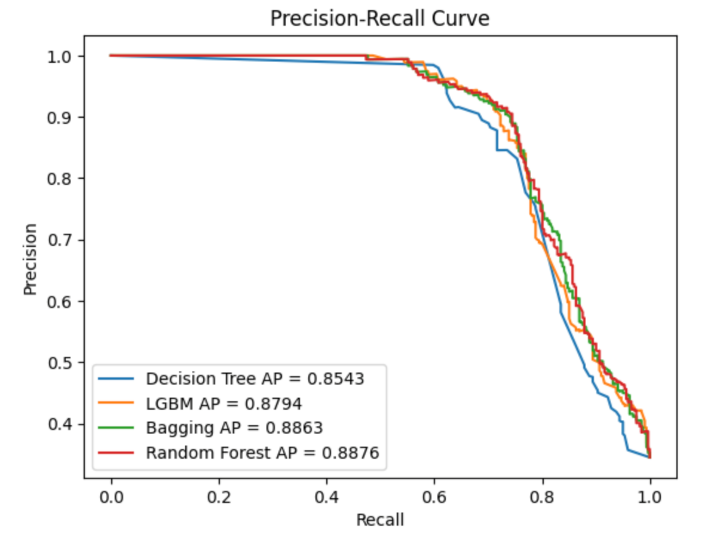 Precision-Recall Curve
1.0
0.9
0.8
0.7
0.6
0.5
0.4
Precision
Decision Tree AP = 0.8543
LGBM AP = 0.8794
Bagging AP = 0.8863
Random Forest AP = 0.8876
0.0 0.2 0.4 0.6 0.8 1.0
Recall